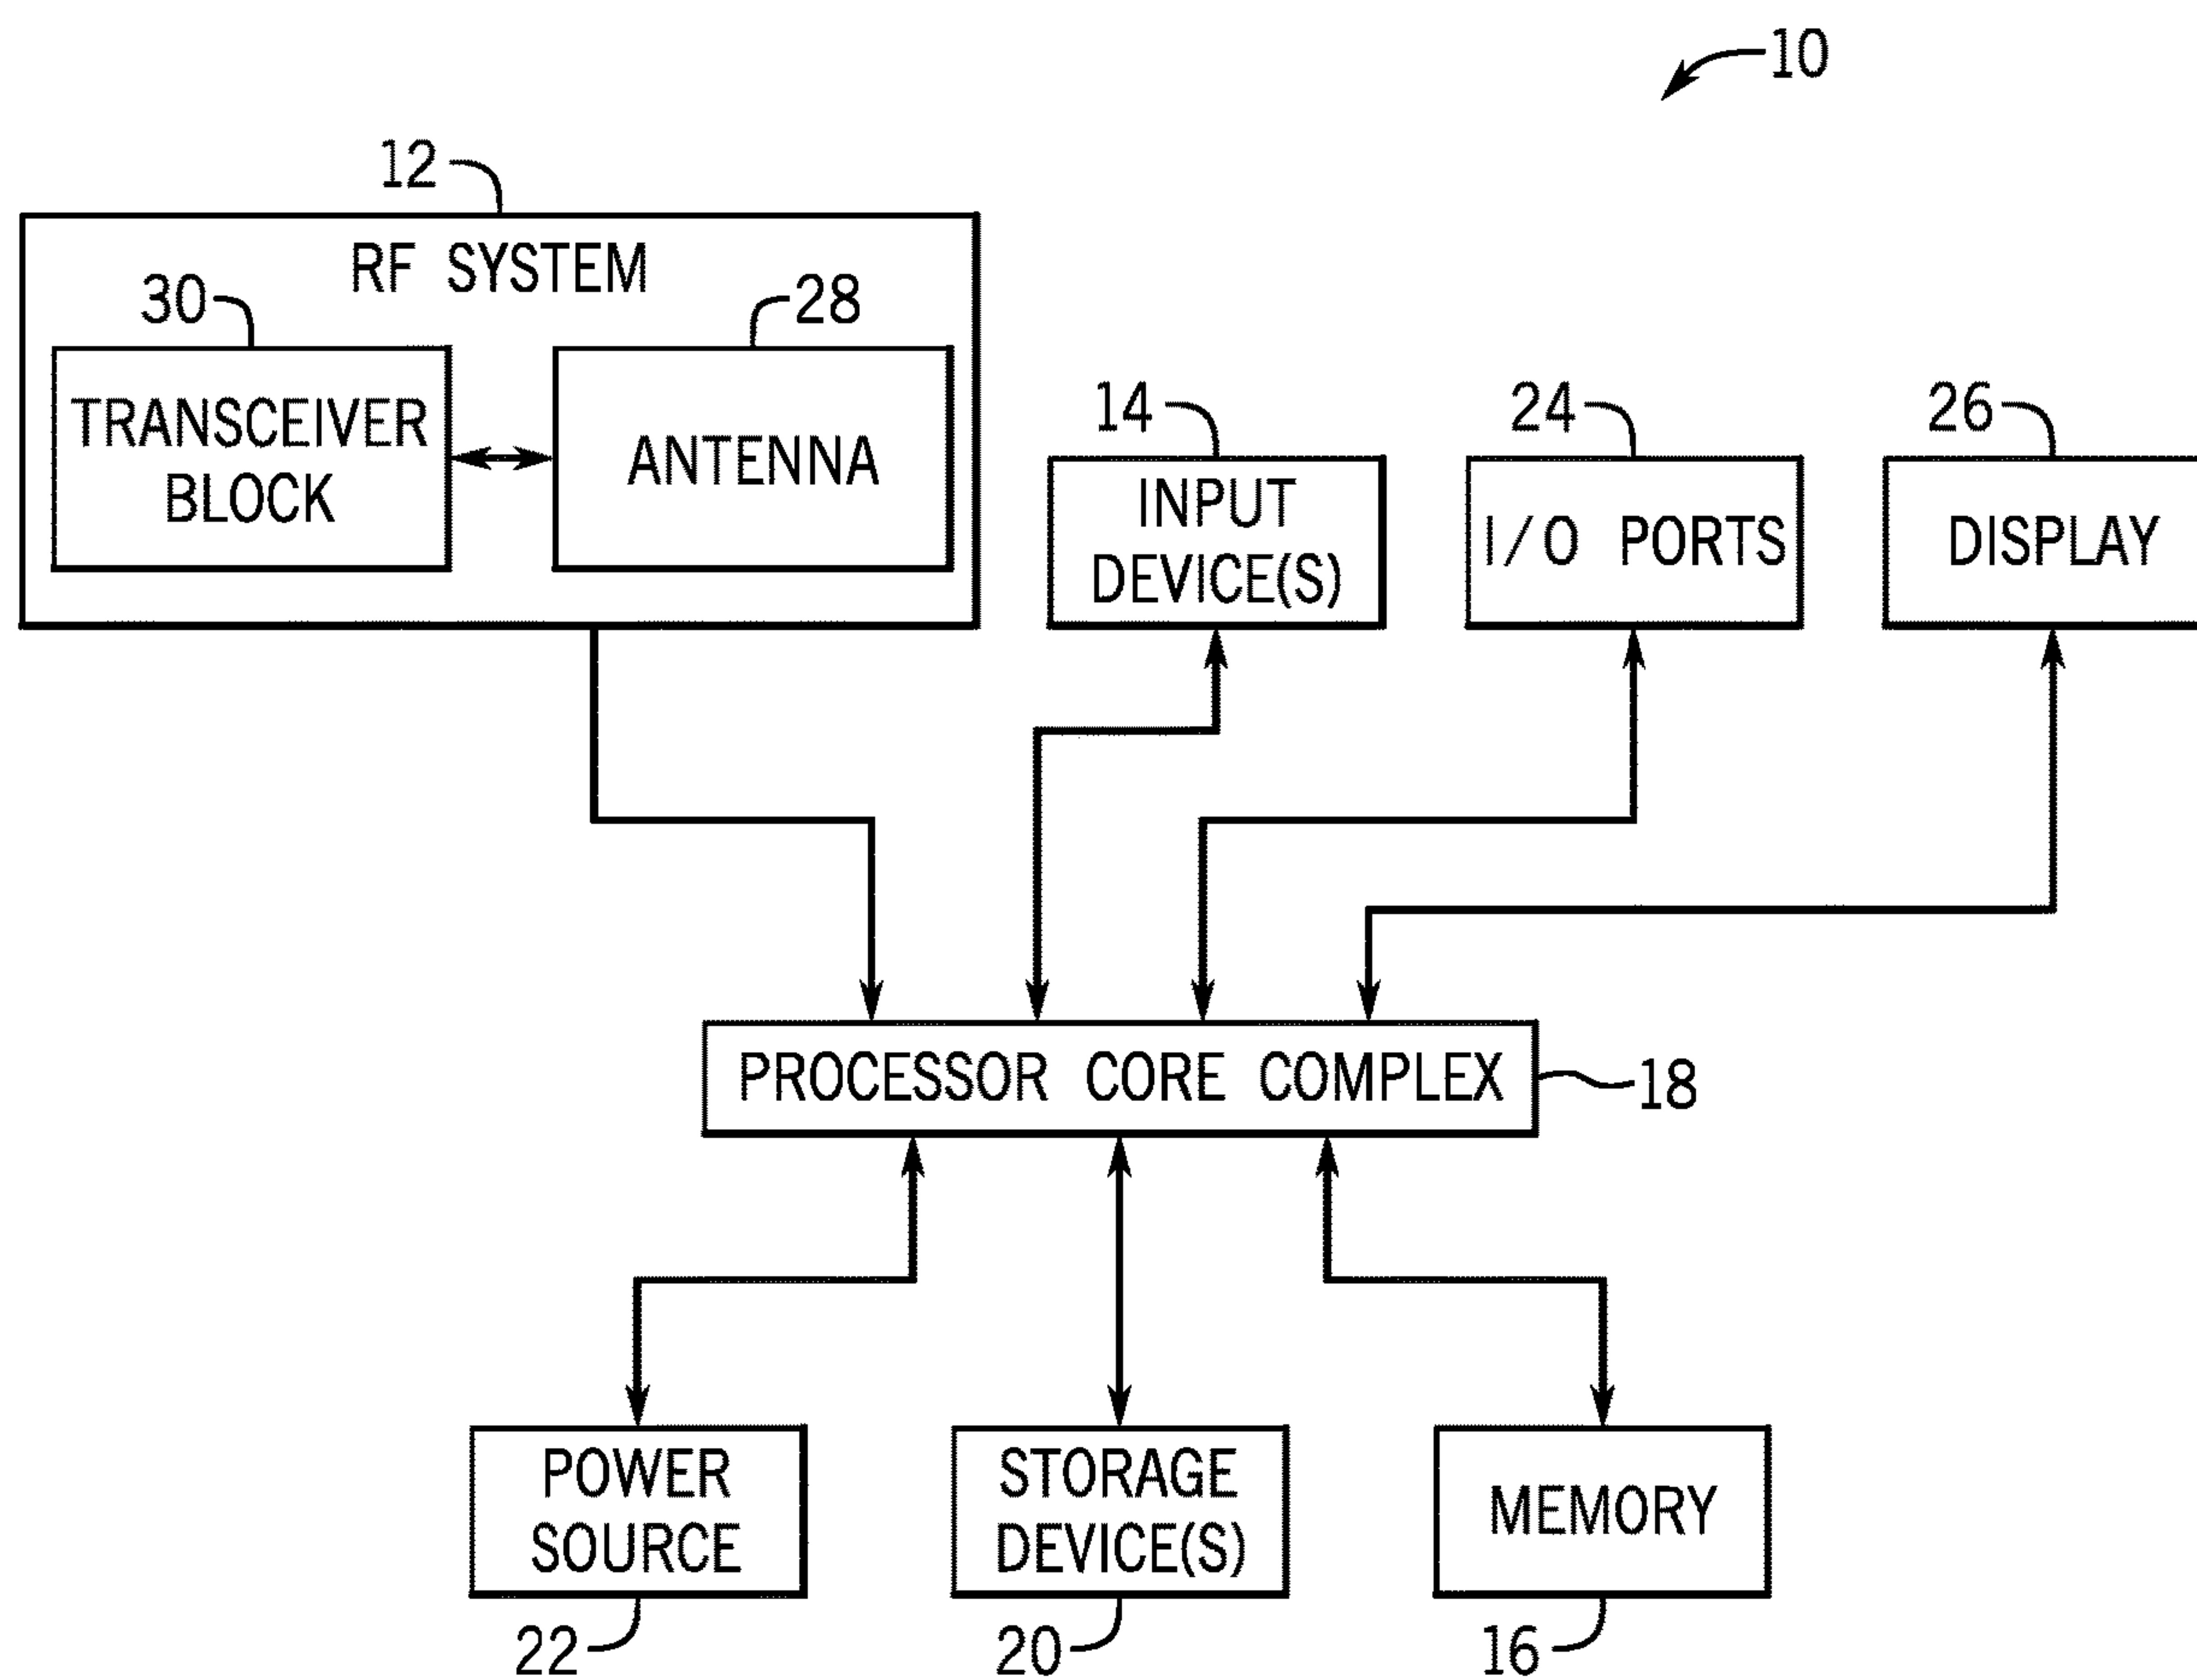 10
12
RF SYSTEM
30
28
TRANSCEIVER
BLOCK
ANTENNA
14
24
26
INPUT
DEVICE(S)
I/O PORTS
DISPLAY
PROCESSOR CORE COMPLEX
18
POWER
SOURCE
STORAGE
DEVICE(S)
MEMORY
22
20
16